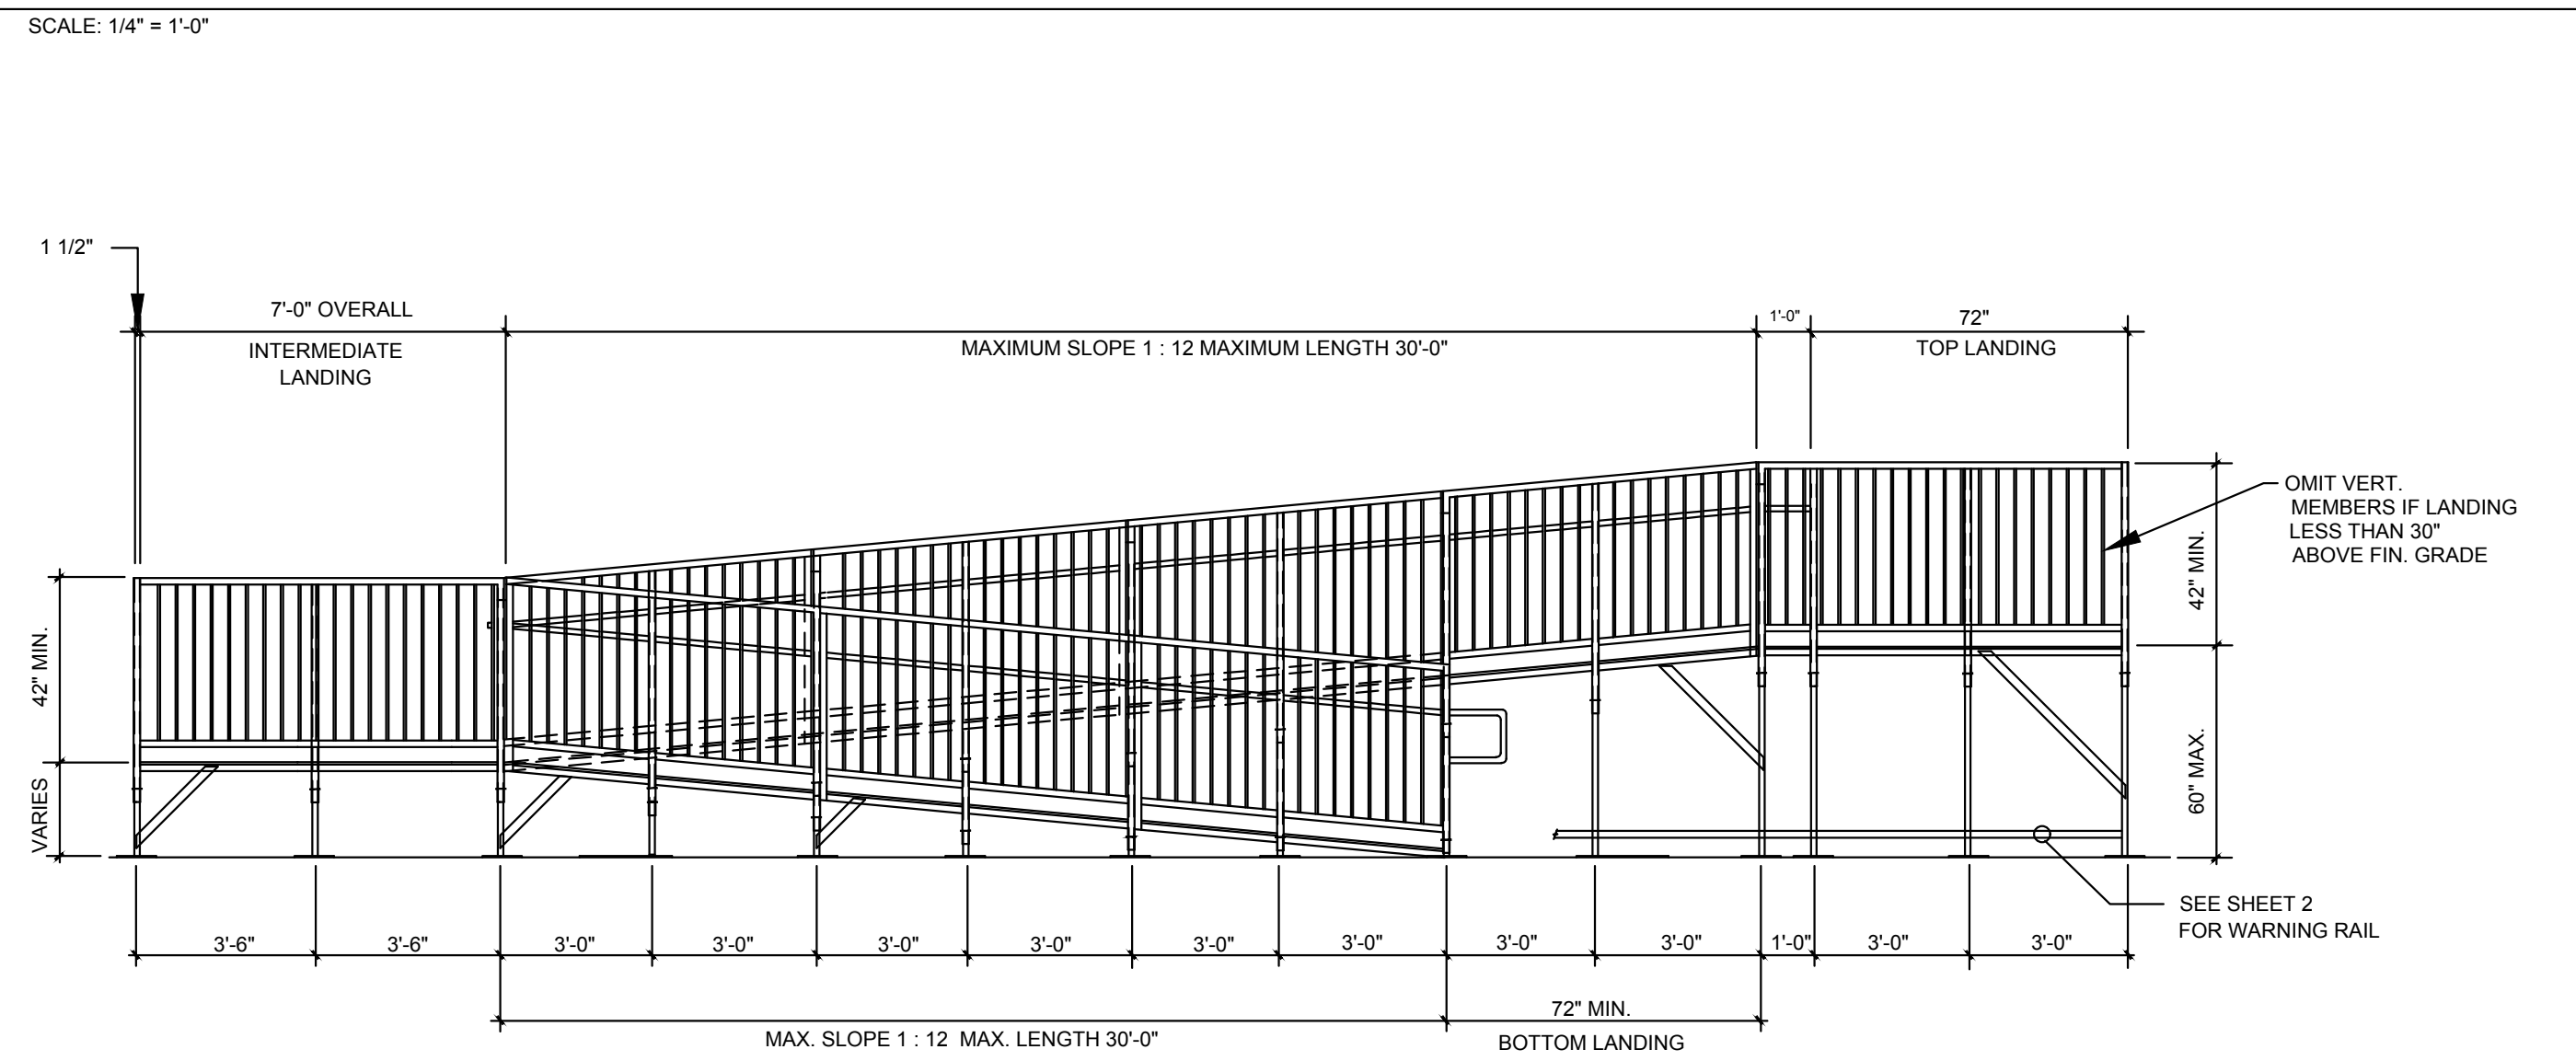 SCALE: 1/4" = 1'-0"
1 1/2"
7'-0" OVERALL
INTERMEDIATE
LANDING
MAXIMUM SLOPE 1 : 12 MAXIMUM LENGTH 30'-0"
1'-0"
72"
TOP LANDING
OMIT VERT.
MEMBERS IF LANDING
LESS THAN 30"
ABOVE FIN. GRADE
42" MIN.
60" MAX.
42" MIN.
VARIES
SEE SHEET 2
FOR WARNING RAIL
3'-6"
3'-6"
3'-0"
3'-0"
3'-0"
3'-0"
3'-0"
3'-0"
3'-0"
3'-0"
1'-0"
3'-0"
3'-0"
MAX. SLOPE 1 : 12 MAX. LENGTH 30'-0"
72" MIN.
BOTTOM LANDING